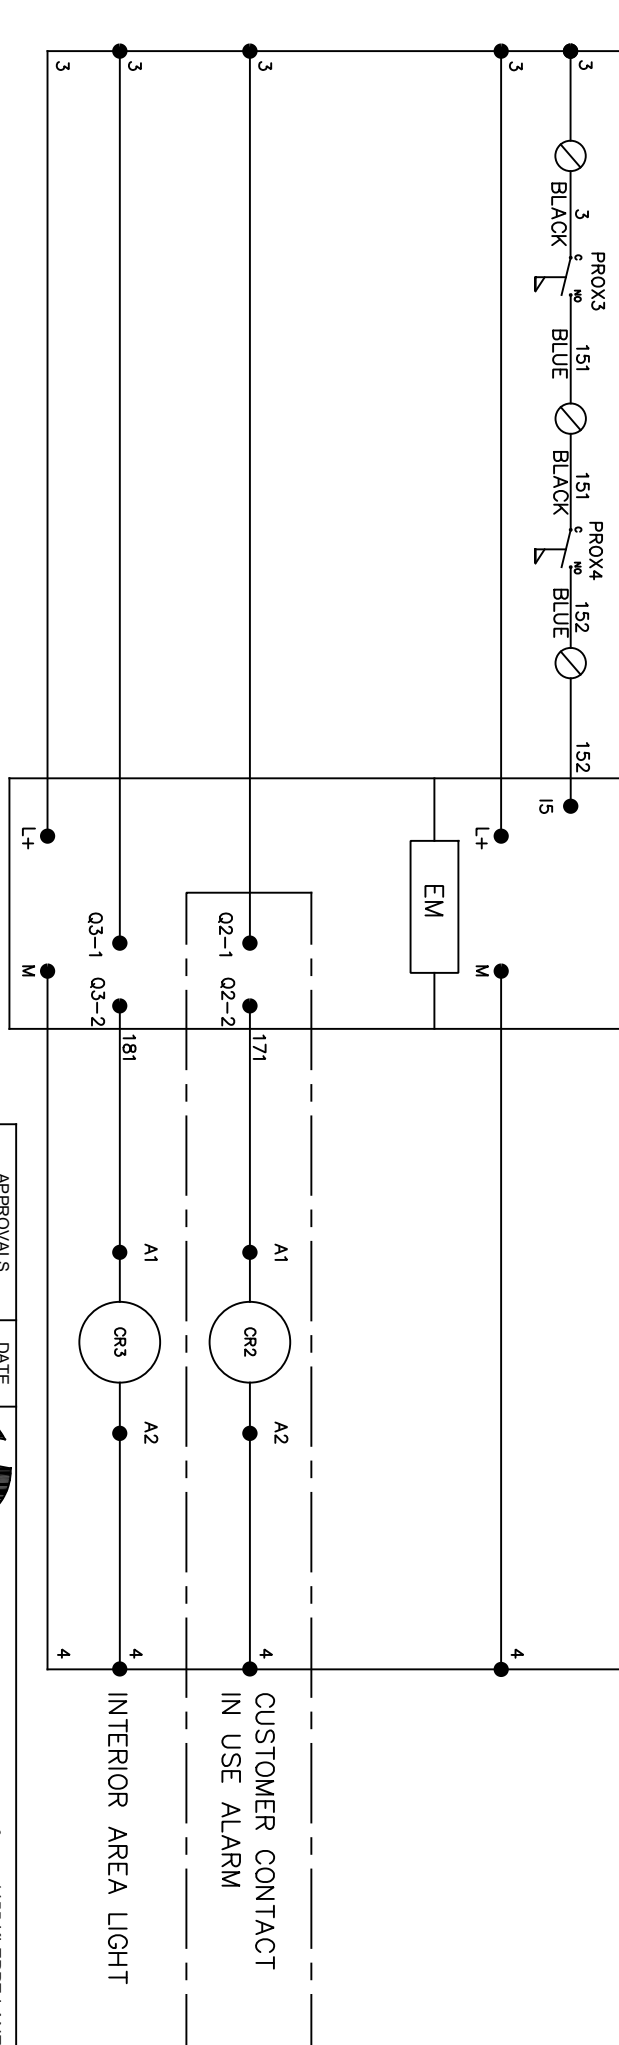 3
3
BLACK
PROX3
C
NO
151
BLUE
151
BLACK
PROX4
C
NO
152
BLUE
152
I5
3
L+
M
4
EM
3
Q2-1
Q2-2
171
A1
CR2
A2
4
CUSTOMER CONTACT
IN USE ALARM
3
Q3-1
Q3-2
181
A1
CR3
A2
4
INTERIOR AREA LIGHT
3
L+
M
4
APPROVALS
DATE